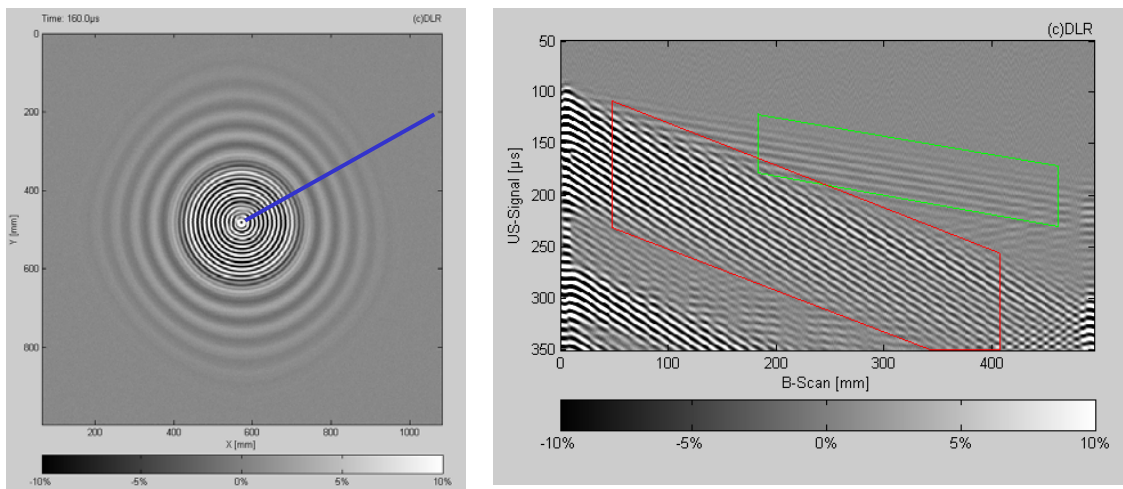 Time: 160.0µs (c)DLR
0
200
400
600
800
Y [mm]
200 400 600 800 1000
X [mm]
-10% -5% 0% 5% 10%
(c)DLR
50
100
150
200
250
300
350
US-Signal [µs]
0 100 200 300 400
B-Scan [mm]
-10% -5% 0% 5% 10%